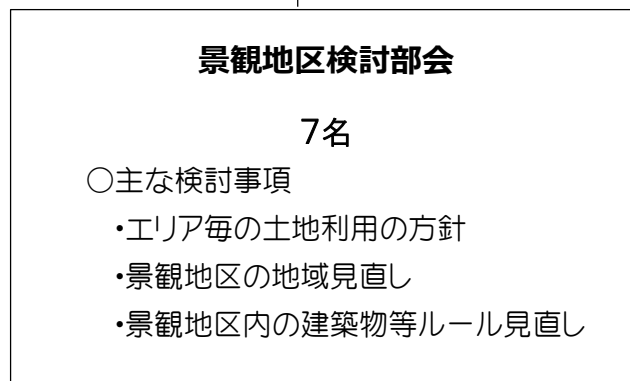 景観地区検討部会
7名
○主な検討事項
・エリア毎の土地利用の方針
・景観地区の地域見直し
・景観地区内の建築物等ルール見直し